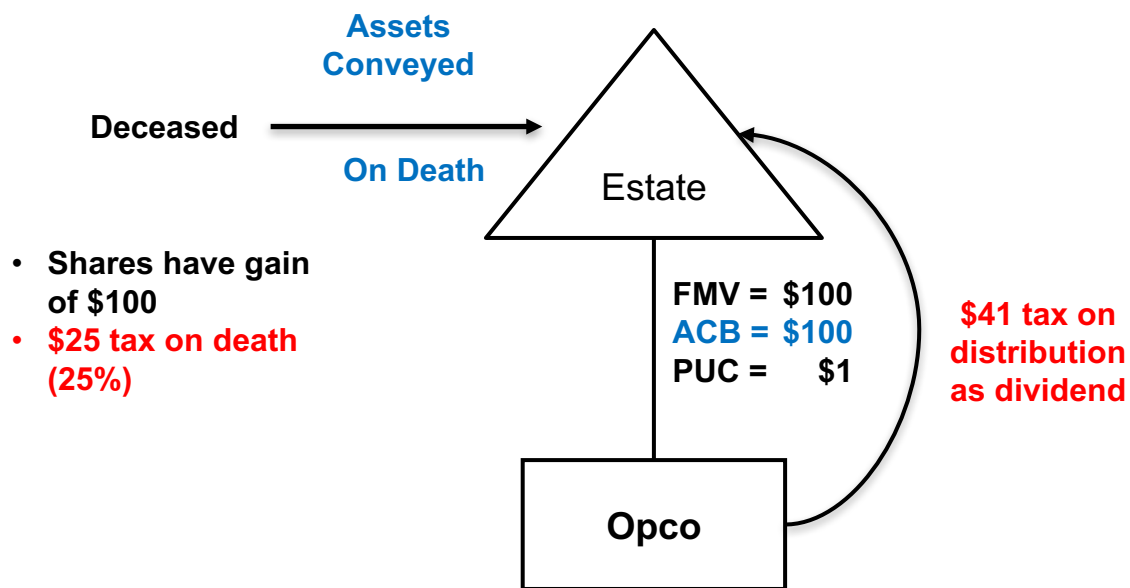 Assets
Conveyed
Deceased
On Death
Estate
• Shares have gain
of $100
• $25 tax on death
(25%)
FMV = $100
ACB = $100
PUC = $1
$41 tax on
distribution
as dividend
Opco